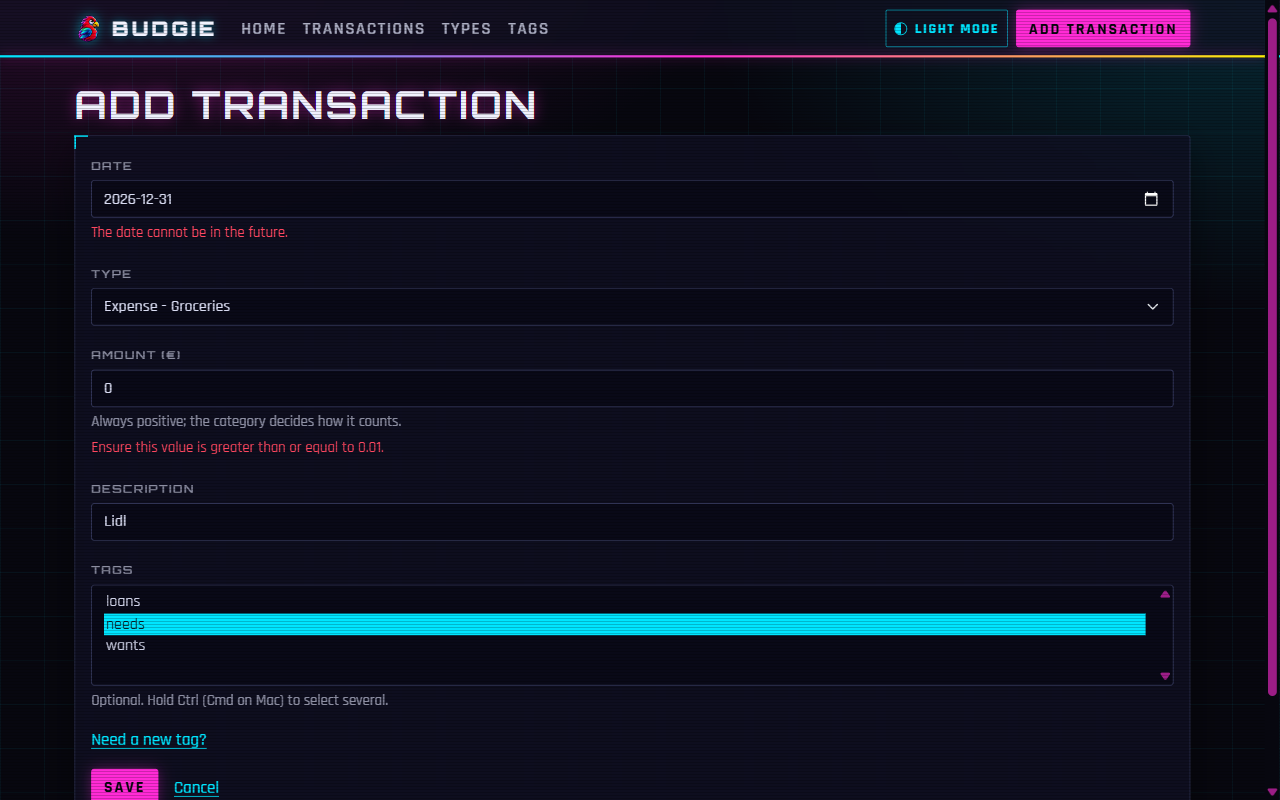 BUDGIE HOME TRANSACTIONS TYPES TAGS LIGHT MODE ADD TRANSACTION
ADD TRANSACTION
DATE
2026-12-31
The date cannot be in the future.
TYPE
Expense - Groceries
AMOUNT (€)
0
Always positive; the category decides how it counts.
Ensure this value is greater than or equal to 0.01.
DESCRIPTION
Lidl
TAGS
loans
needs
wants
Optional. Hold Ctrl (Cmd on Mac) to select several.
Need a new tag?
SAVE Cancel